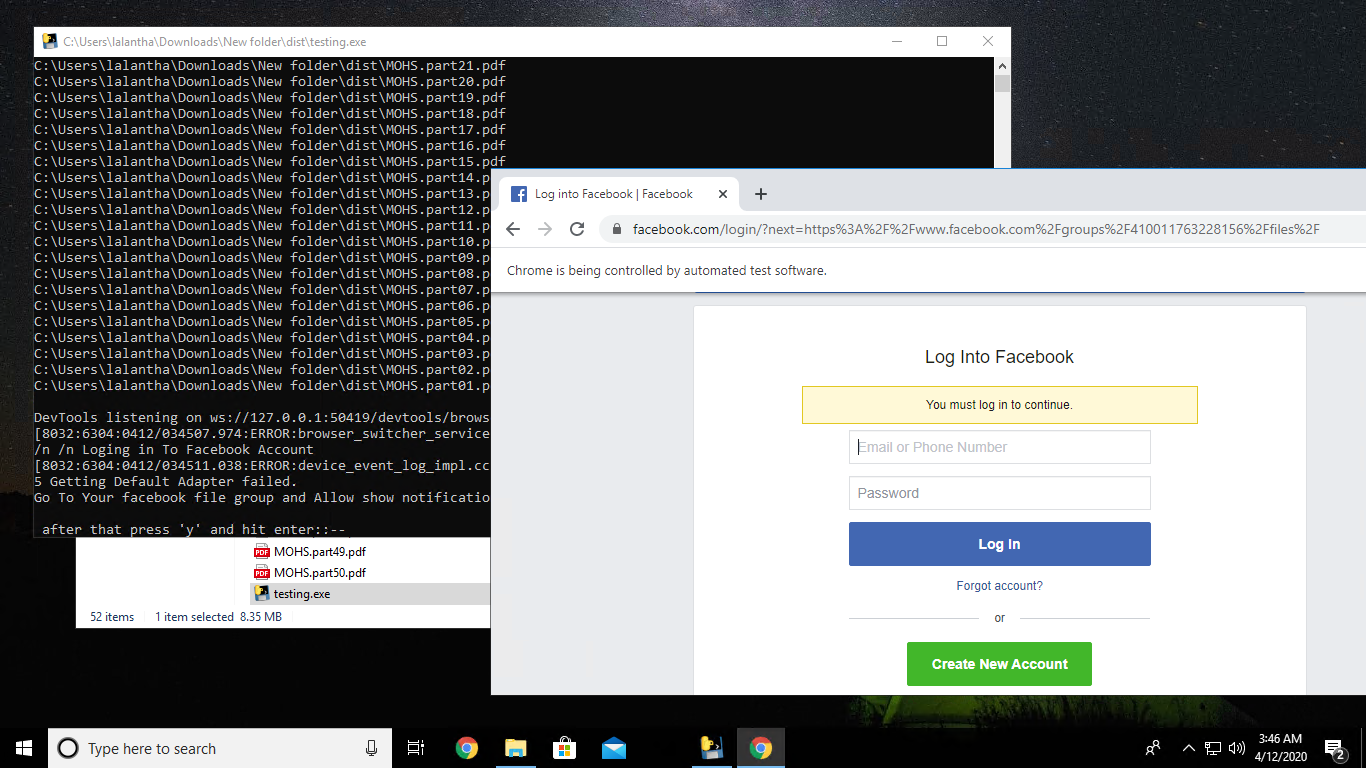 C:\Users\lalantha\Downloads\New folder\dist\testing.exe
C:\Users\lalantha\Downloads\New folder\dist\MOHS.part21.pdf
C:\Users\lalantha\Downloads\New folder\dist\MOHS.part20.pdf
C:\Users\lalantha\Downloads\New folder\dist\MOHS.part19.pdf
C:\Users\lalantha\Downloads\New folder\dist\MOHS.part18.pdf
C:\Users\lalantha\Downloads\New folder\dist\MOHS.part17.pdf
C:\Users\lalantha\Downloads\New folder\dist\MOHS.part16.pdf
C:\Users\lalantha\Downloads\New folder\dist\MOHS.part15.pdf
C:\Users\lalantha\Downloads\New folder\dist\MOHS.part14.p
C:\Users\lalantha\Downloads\New folder\dist\MOHS.part13.p
C:\Users\lalantha\Downloads\New folder\dist\MOHS.part12.p
C:\Users\lalantha\Downloads\New folder\dist\MOHS.part11.p
C:\Users\lalantha\Downloads\New folder\dist\MOHS.part10.p
C:\Users\lalantha\Downloads\New folder\dist\MOHS.part09.p
C:\Users\lalantha\Downloads\New folder\dist\MOHS.part08.p
C:\Users\lalantha\Downloads\New folder\dist\MOHS.part07.p
C:\Users\lalantha\Downloads\New folder\dist\MOHS.part06.p
C:\Users\lalantha\Downloads\New folder\dist\MOHS.part05.p
C:\Users\lalantha\Downloads\New folder\dist\MOHS.part04.p
C:\Users\lalantha\Downloads\New folder\dist\MOHS.part03.p
C:\Users\lalantha\Downloads\New folder\dist\MOHS.part02.p
C:\Users\lalantha\Downloads\New folder\dist\MOHS.part01.p
DevTools listening on ws://127.0.0.1:50419/devtools/brows
[8032:6304:0412/034507.974:ERROR:browser_switcher_service
/n /n Loging in To Facebook Account
[8032:6304:0412/034511.038:ERROR:device_event_log_impl.cc
5 Getting Default Adapter failed.
Go To Your facebook file group and Allow show notificatio
after that press 'y' and hit enter::--
MOHS.part49.pdf
MOHS.part50.pdf
testing.exe
52 items 1 item selected 8.35 MB
Log into Facebook | Facebook
facebook.com/login/?next=https%3A%2F%2Fwww.facebook.com%2Fgroups%2F410011763228156%2Ffiles%2F
Chrome is being controlled by automated test software.
Log Into Facebook
You must log in to continue.
Email or Phone Number
Password
Log In
Forgot account?
or
Create New Account
Type here to search
3:46 AM
4/12/2020
2